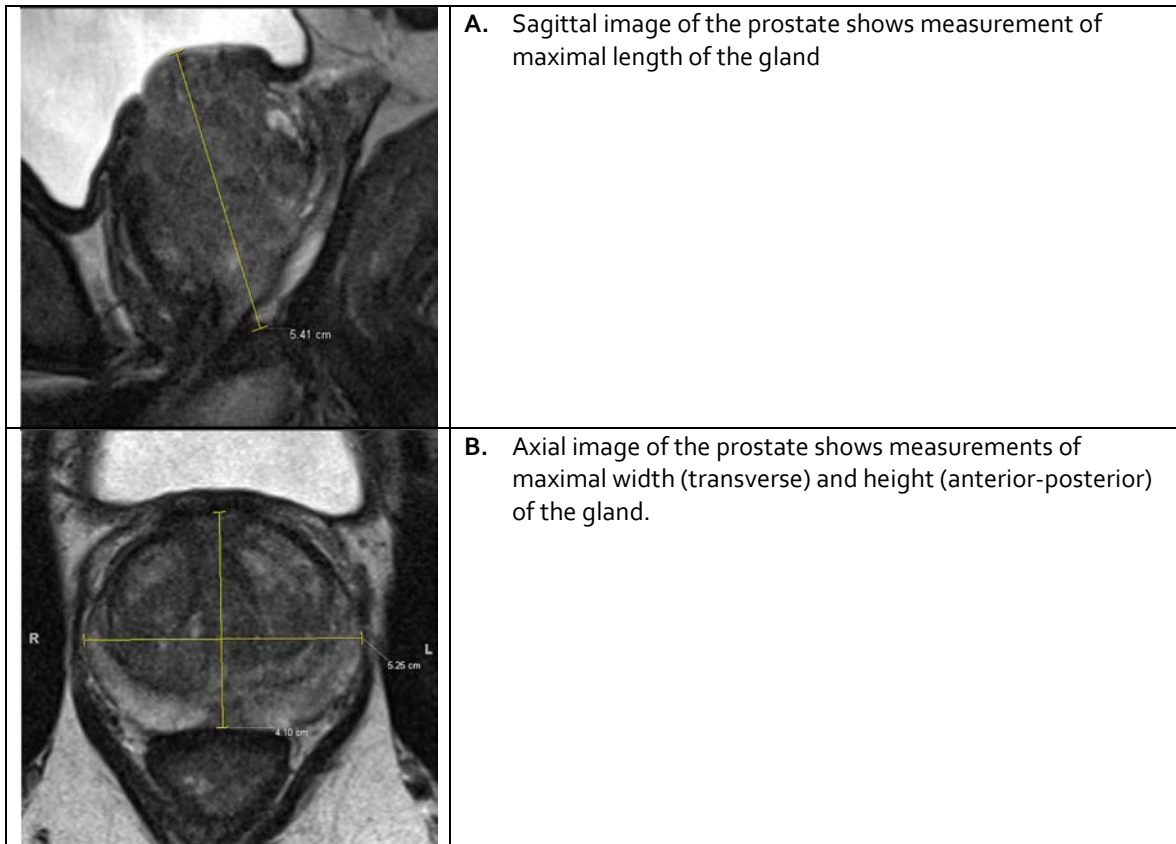 A. Sagittal image of the prostate shows measurement of
maximal length of the gland
5.41 cm
B. Axial image of the prostate shows measurements of
maximal width (transverse) and height (anterior-posterior)
of the gland.
R
L
5.25 cm
4.10 cm